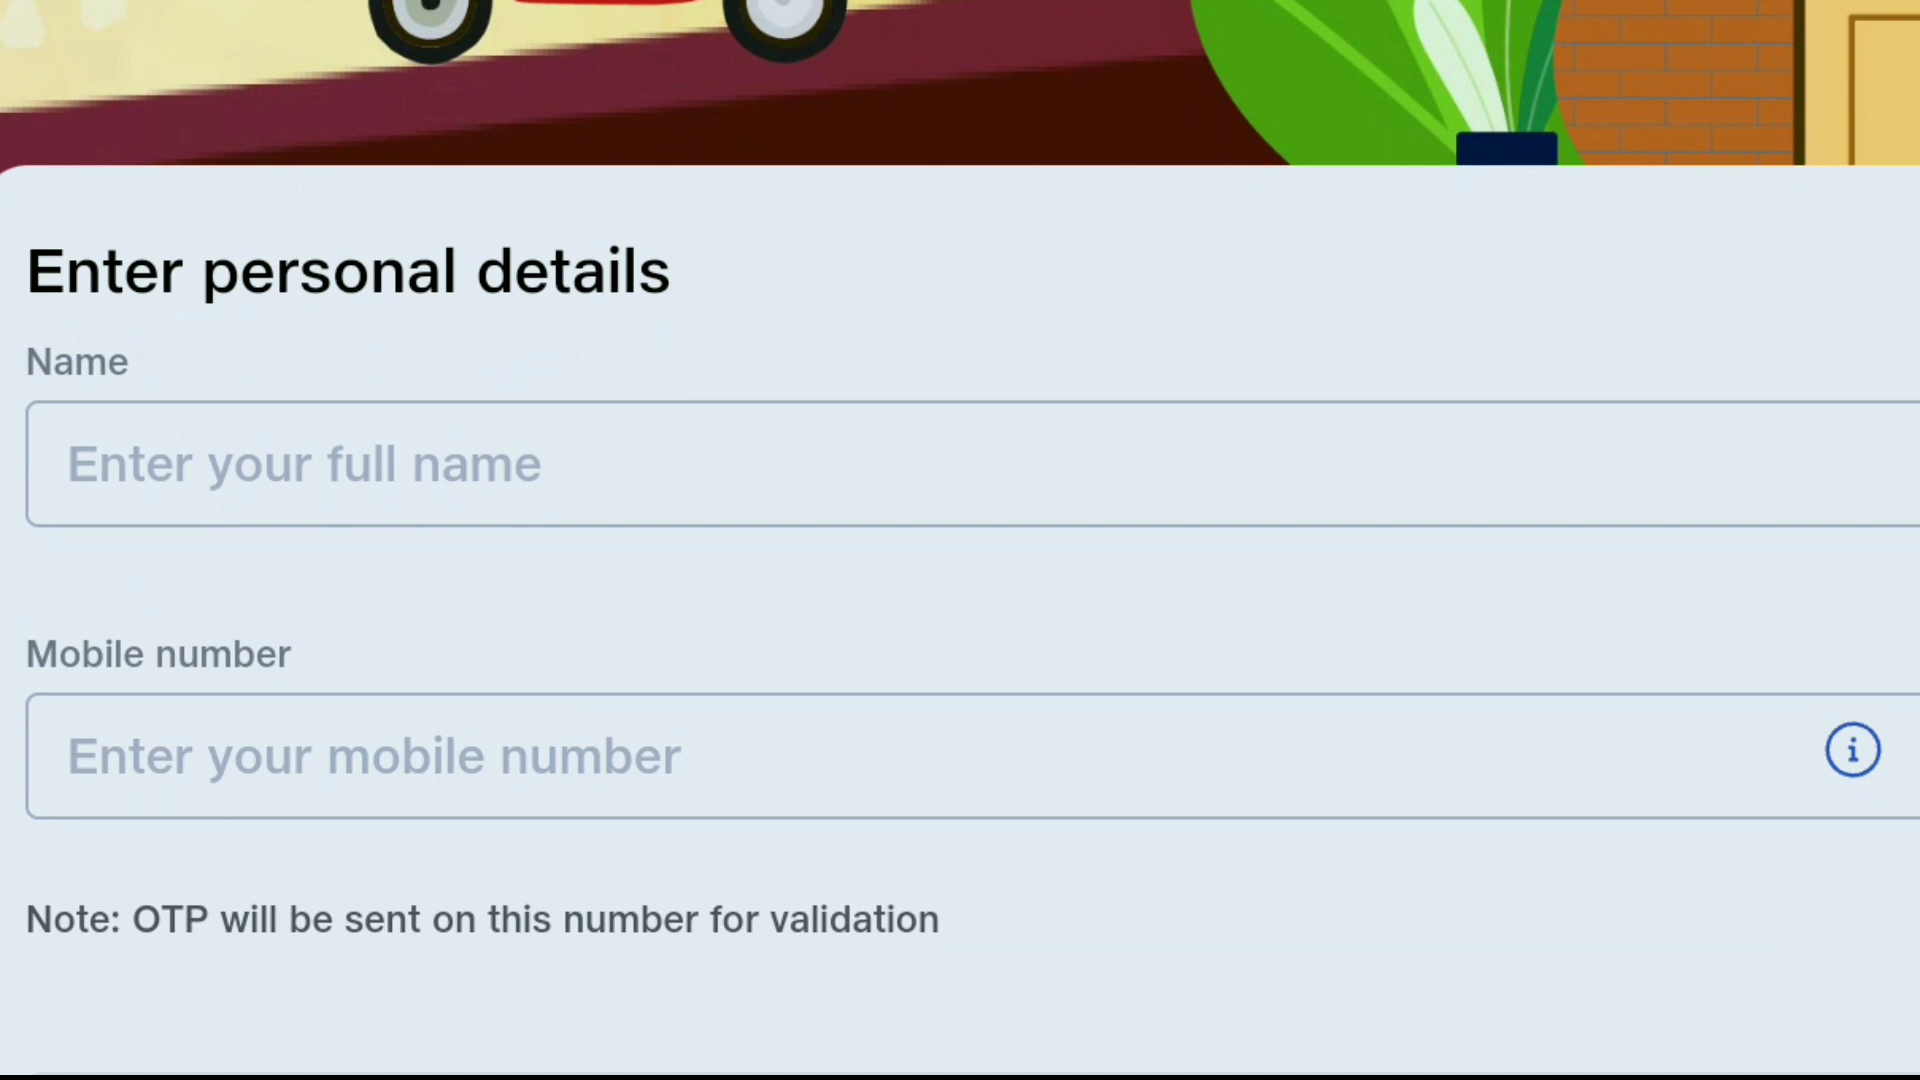 Enter personal details
Name
Enter your full name
Mobile number
Enter your mobile number
i
Note: OTP will be sent on this number for validation